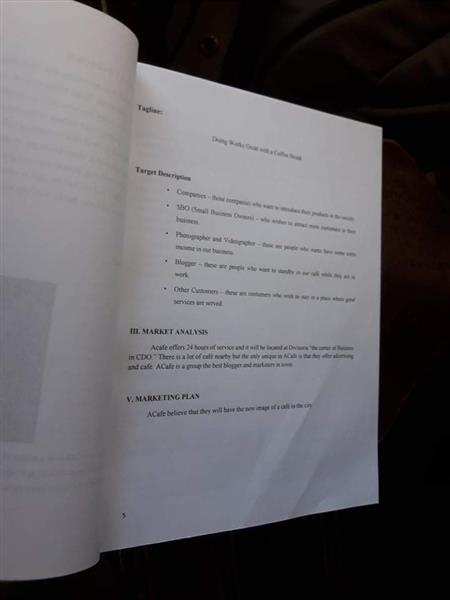 Tagline:
Doing Works Great with a Coffee Break
Target Description
• Companies – those companies who want to introduce their products in the society.
• SBO (Small Business Owners) – who wishes to attract more customers in their
business.
• Photographer and Videographer – these are people who wants have some extra
income in our business.
• Blogger – these are people who want to standby in our café while they are in
work.
• Other Customers – these are costumers who wish to stay in a place where good
services are served.
III. MARKET ANALYSIS
Acafe offers 24 hours of service and it will be located at Divisoria "the center of Business
in CDO." There is a lot of café nearby but the only unique in ACafe is that they offer advertising
and café. ACafe is a group the best blogger and marketers in town.
V. MARKETING PLAN
ACafe believe that they will have the new image of a café in the city.
5